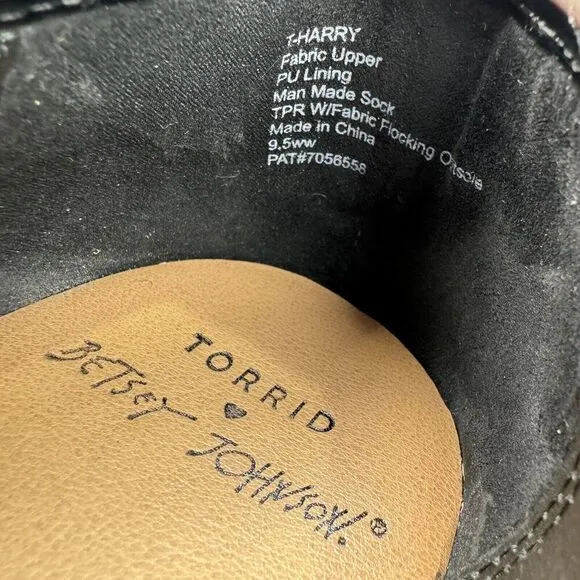 T-HARRY
Fabric Upper
PU Lining
Man Made Sock
TPR W/Fabric Flocking Outsole
Made in China
9.5ww
PAT#7056558
TORRID
♥
BETSEY JOHNSON.®